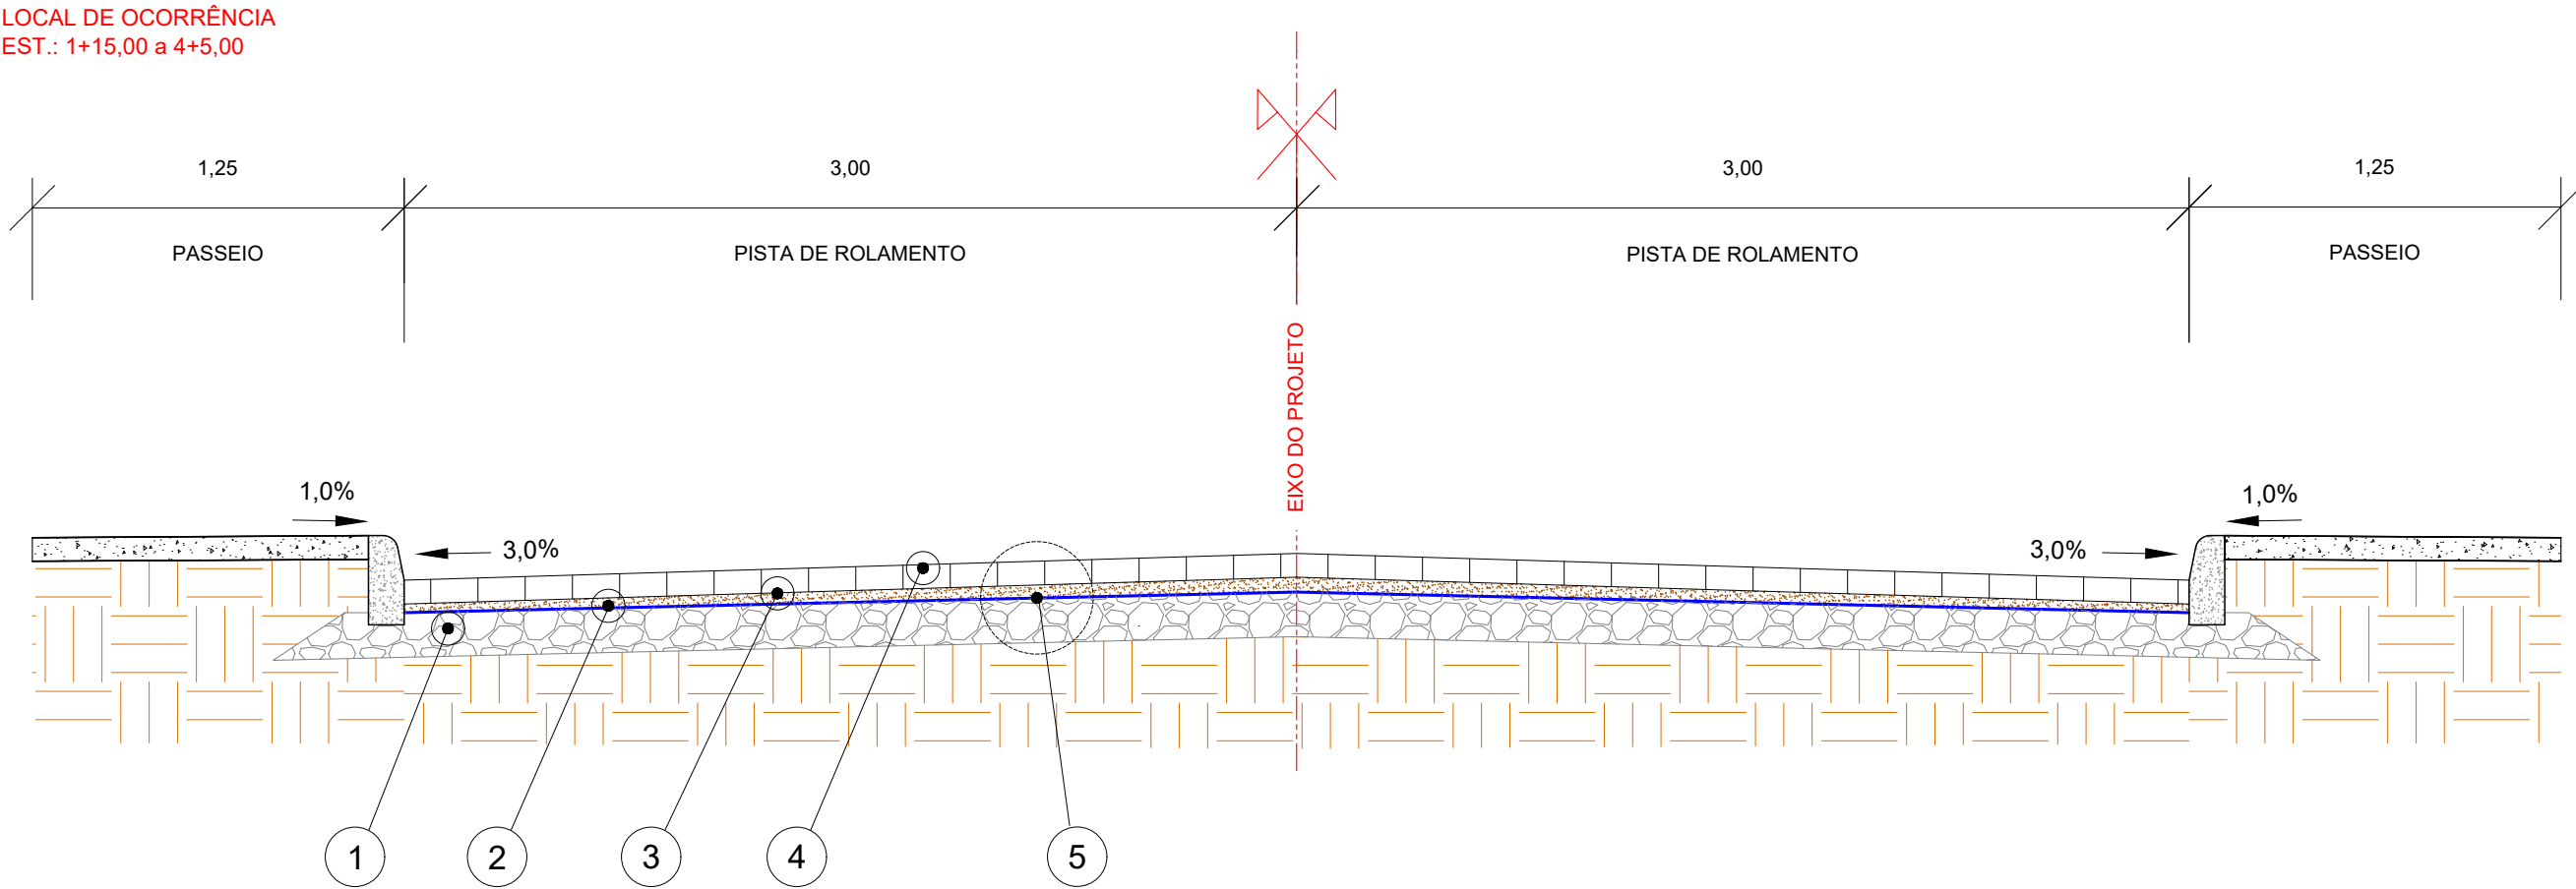 LOCAL DE OCORRÊNCIA
EST.: 1+15,00 a 4+5,00
1,25
3,00
3,00
1,25
PASSEIO
PISTA DE ROLAMENTO
PISTA DE ROLAMENTO
PASSEIO
EIXO DO PROJETO
1,0%
3,0%
3,0%
1,0%
1
2
3
4
5